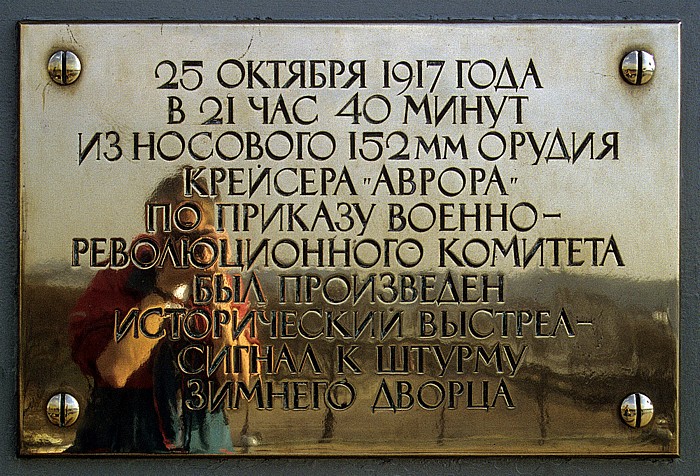 25 ОКТЯБРЯ 1917 ГОДА
В 21 ЧАС 40 МИНУТ
ИЗ НОСОВОГО 152ММ ОРУДИЯ
КРЕЙСЕРА "АВРОРА"
ПО ПРИКАЗУ ВОЕННО-
РЕВОЛЮЦИОННОГО КОМИТЕТА
БЫЛ ПРОИЗВЕДЕН
ИСТОРИЧЕСКИЙ ВЫСТРЕЛ-
СИГНАЛ К ШТУРМУ
ЗИМНЕГО ДВОРЦА